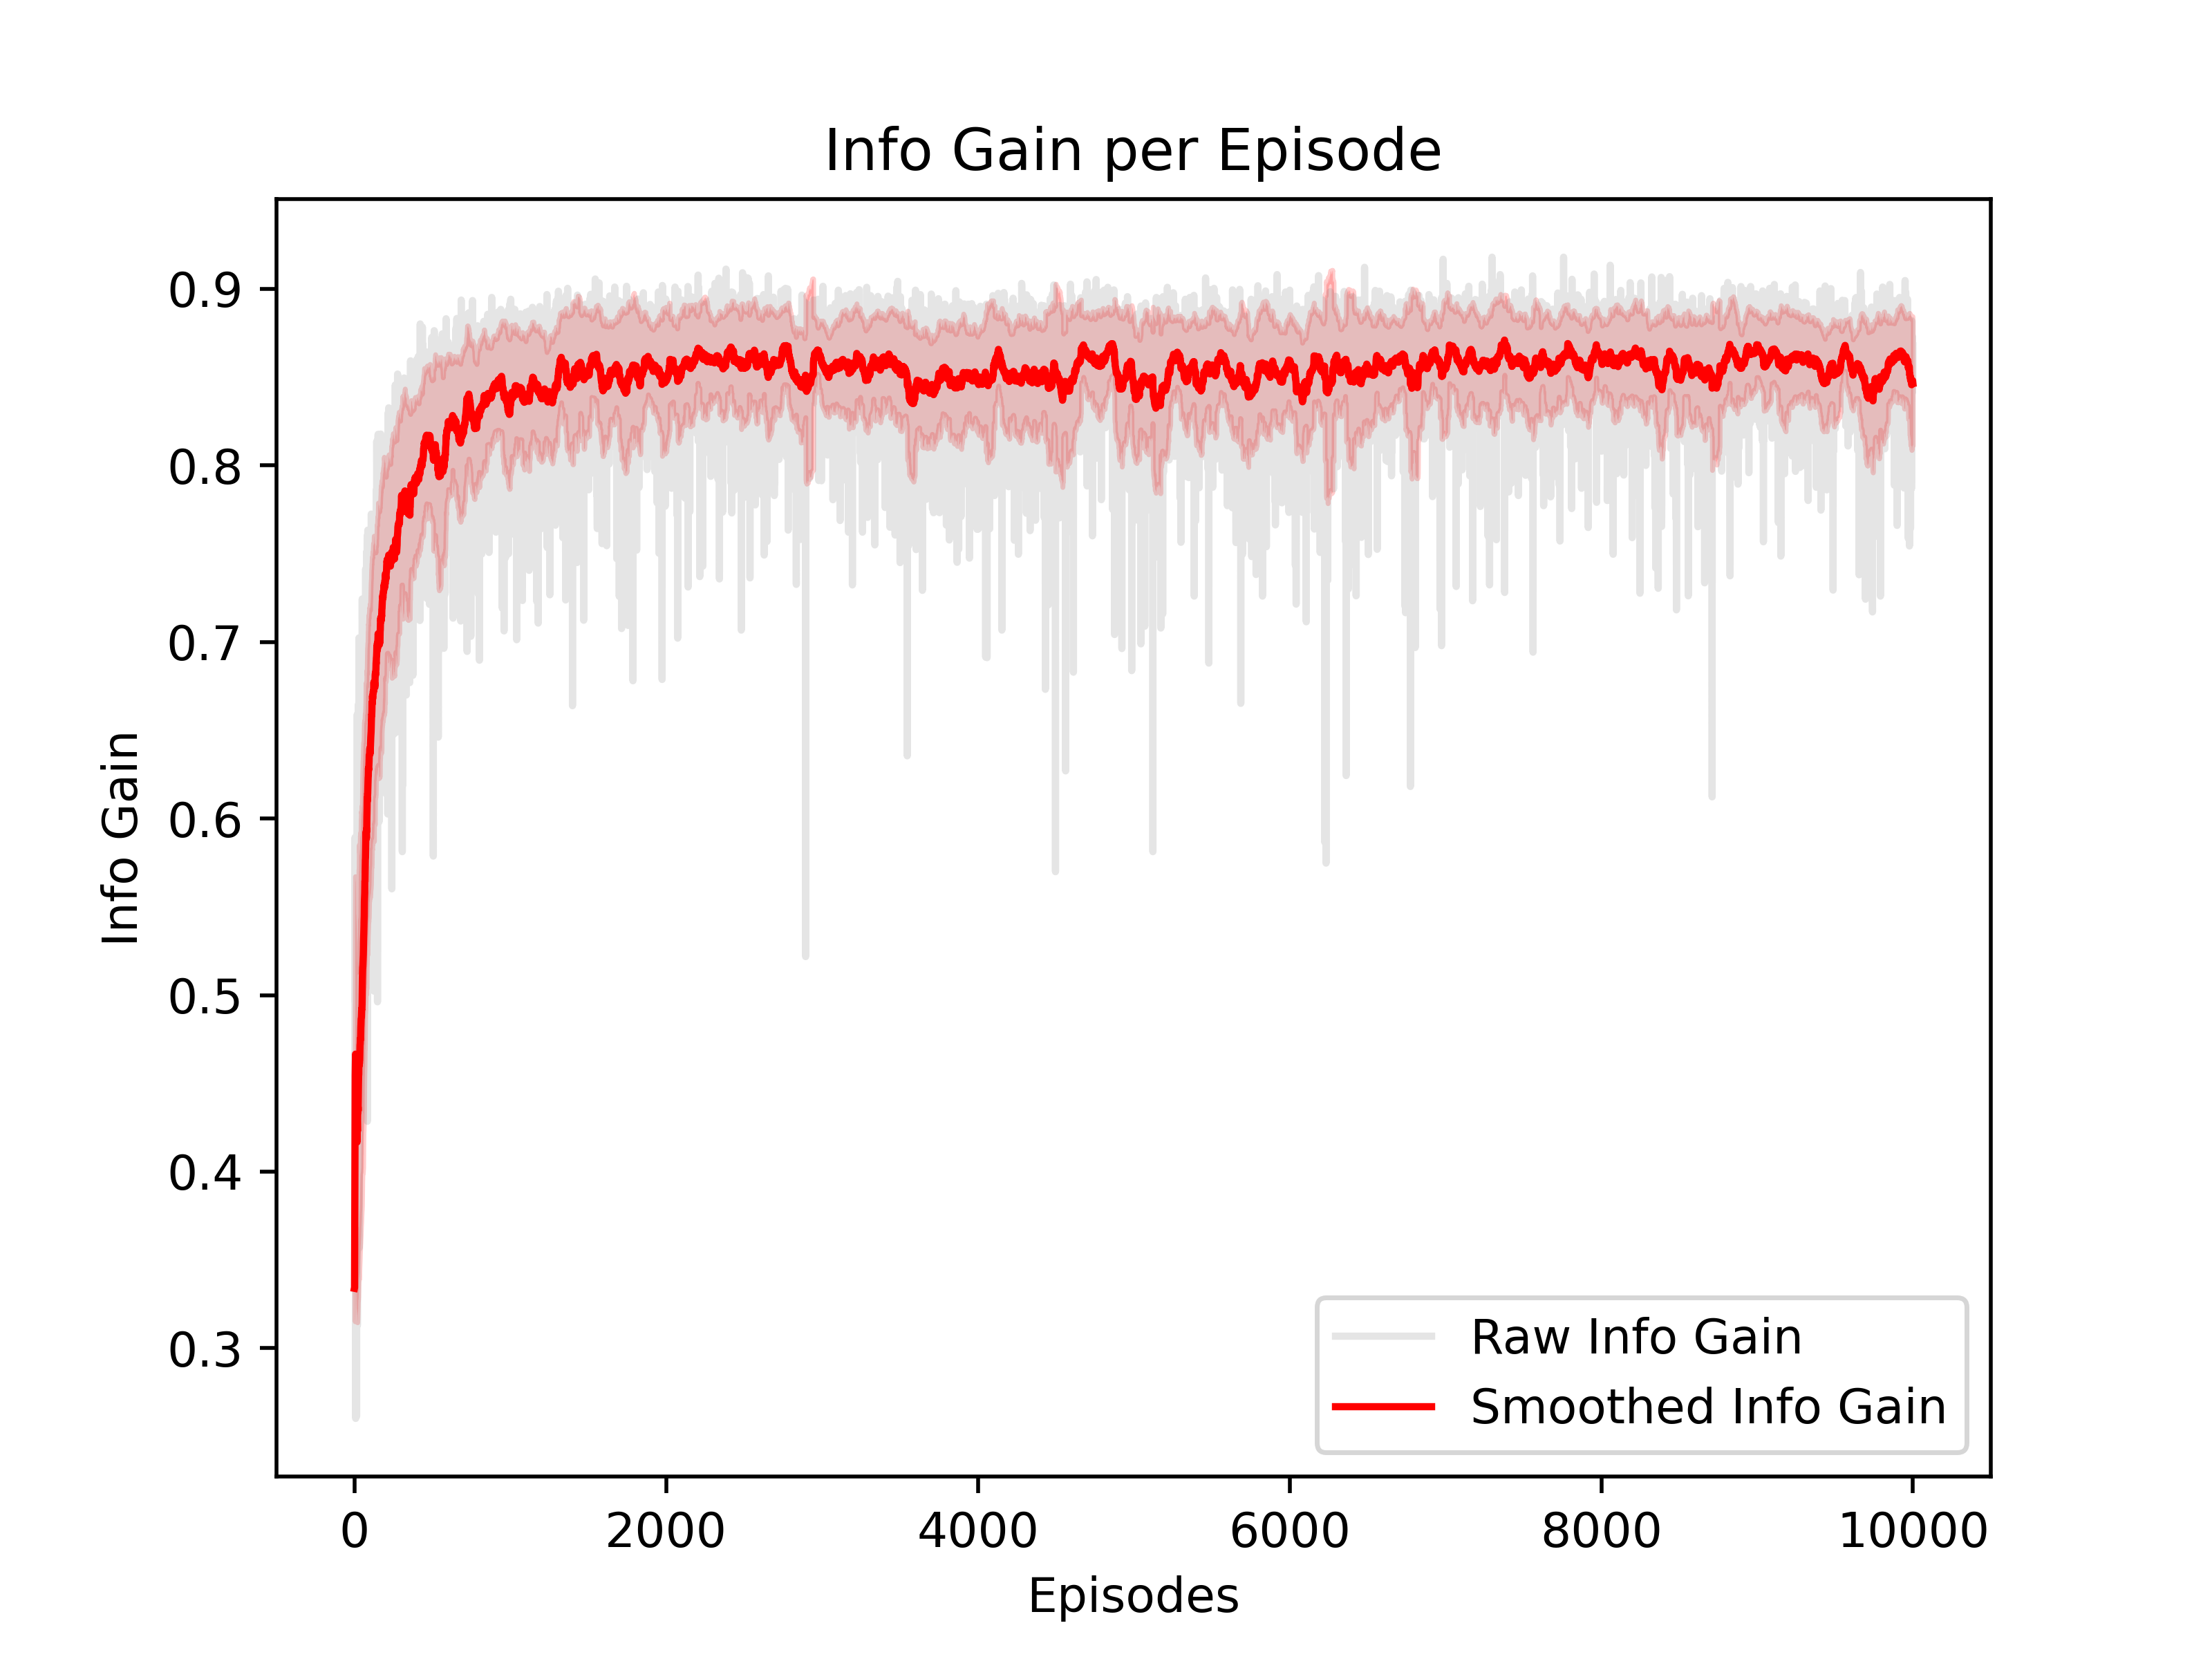 Info Gain per Episode
Info Gain
0.9
0.8
0.7
0.6
0.5
0.4
0.3
0
2000
4000
6000
8000
10000
Episodes
Raw Info Gain
Smoothed Info Gain